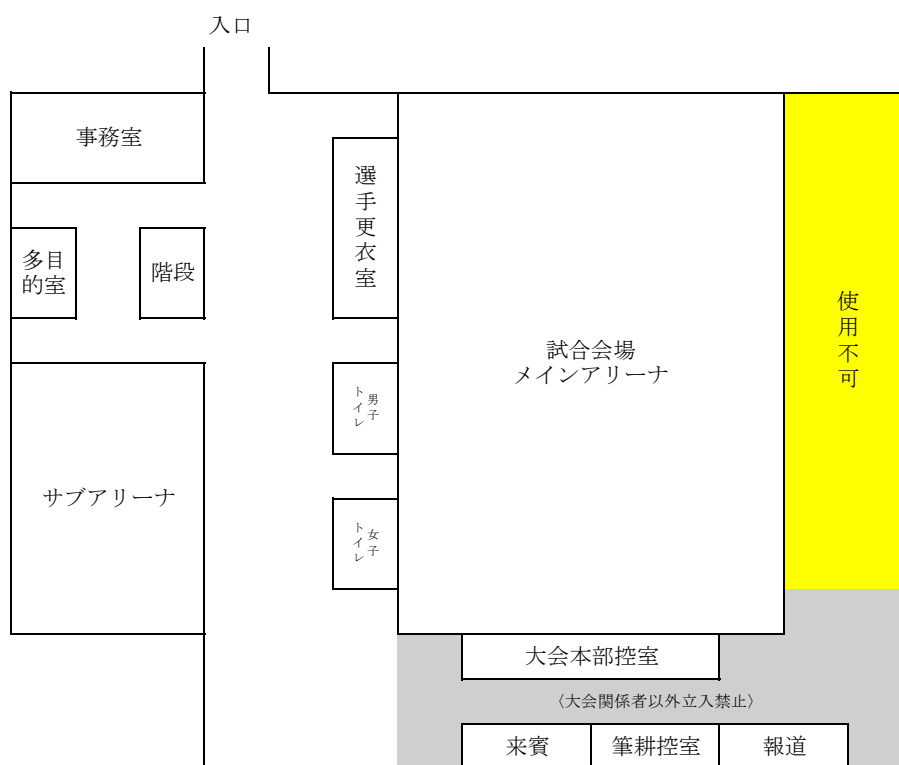 入口
事務室
選手更衣室
多目
的室
階段
試合会場
メインアリーナ
使用不可
男子
トイレ
サブアリーナ
女子
トイレ
大会本部控室
〈大会関係者以外立入禁止〉
来賓
筆耕控室
報道